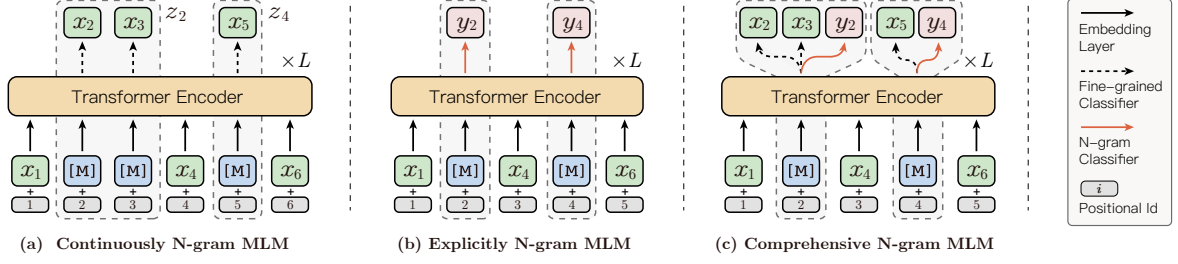 x2 x3 z2 x5 z4
×L
Transformer Encoder
x1 [M] [M] x4 [M] x6
+ + + + + +
1 2 3 4 5 6
(a) Continuously N-gram MLM
y2 y4
×L
Transformer Encoder
x1 [M] x4 [M] x6
+ + + + +
1 2 3 4 5
(b) Explicitly N-gram MLM
x2 x3 y2 x5 y4
×L
Transformer Encoder
x1 [M] x4 [M] x6
+ + + + +
1 2 3 4 5
(c) Comprehensive N-gram MLM
Embedding
Layer
Fine-grained
Classifier
N-gram
Classifier
i
Positional Id